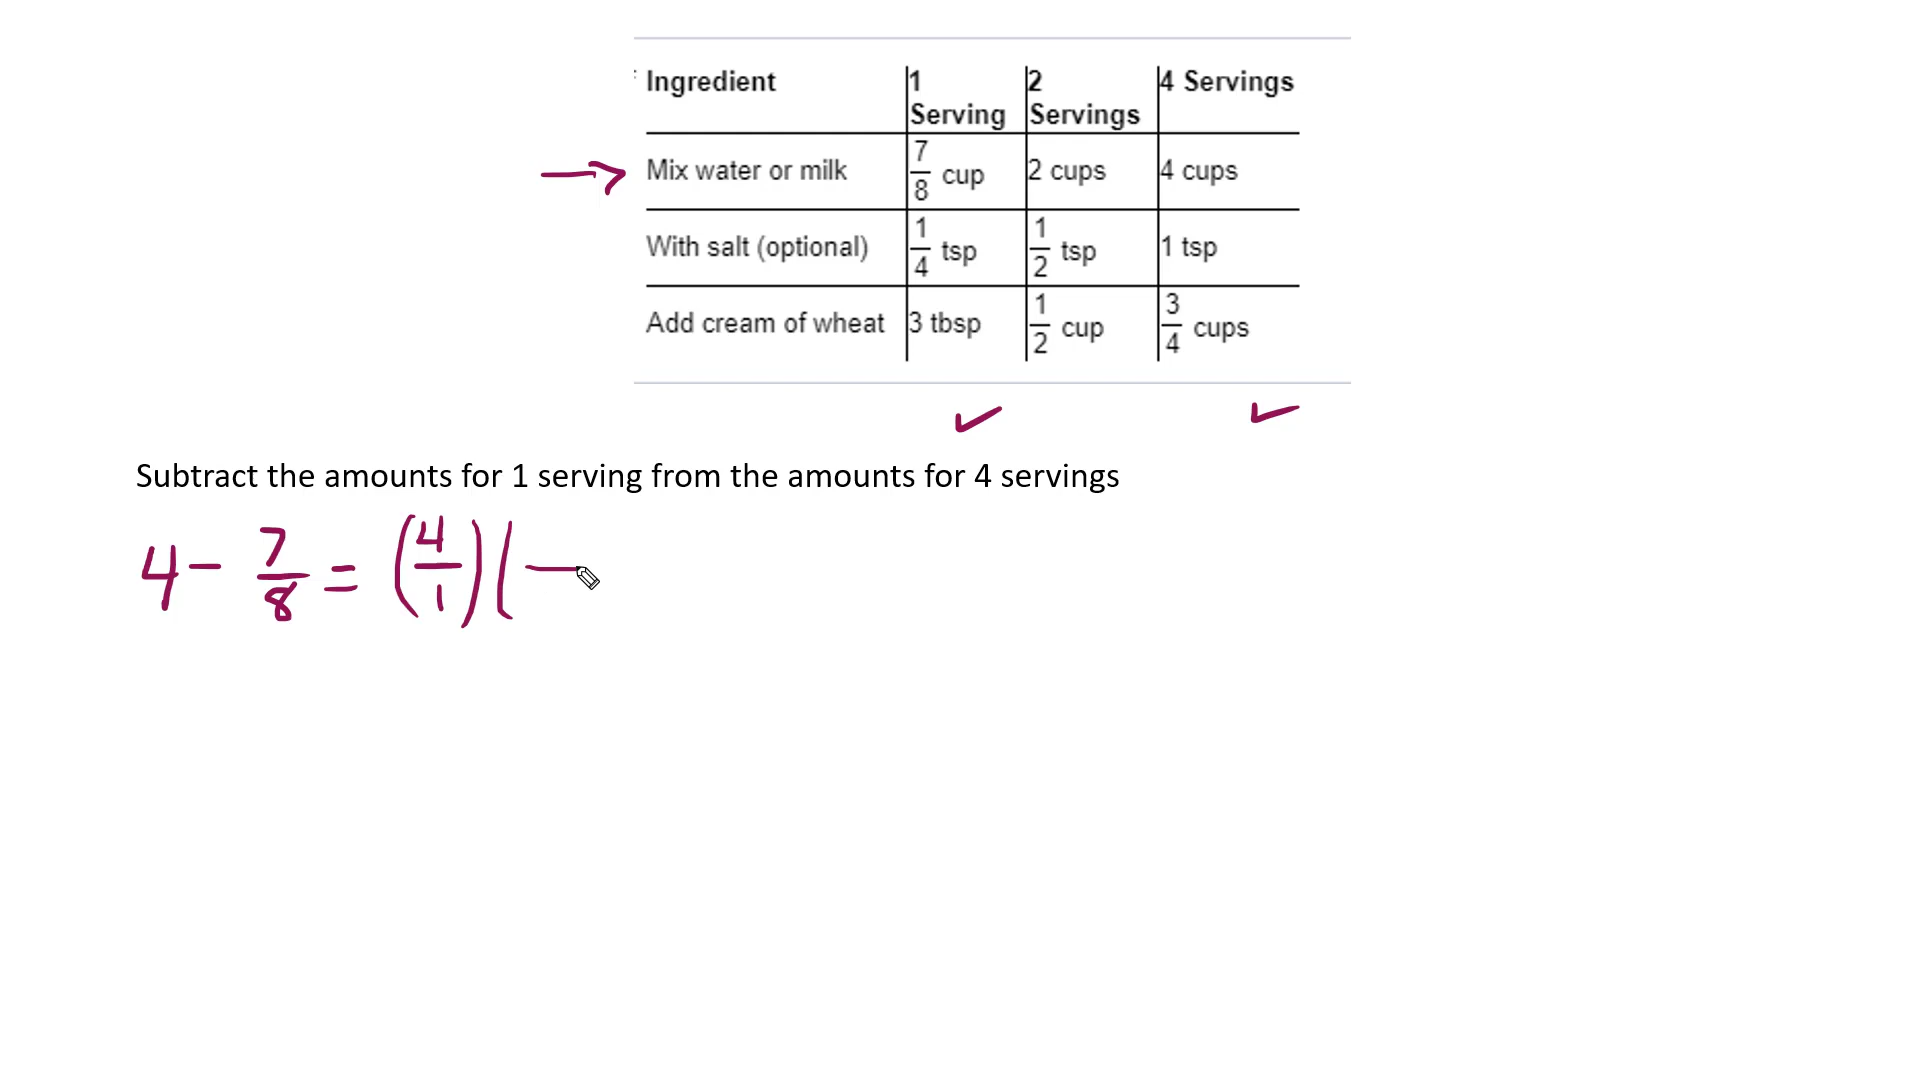 Ingredient 1 Serving 2 Servings 4 Servings
Mix water or milk 7/8 cup 2 cups 4 cups
With salt (optional) 1/4 tsp 1/2 tsp 1 tsp
Add cream of wheat 3 tbsp 1/2 cup 3/4 cups
Subtract the amounts for 1 serving from the amounts for 4 servings
4 - 7/8 = (4/1)(